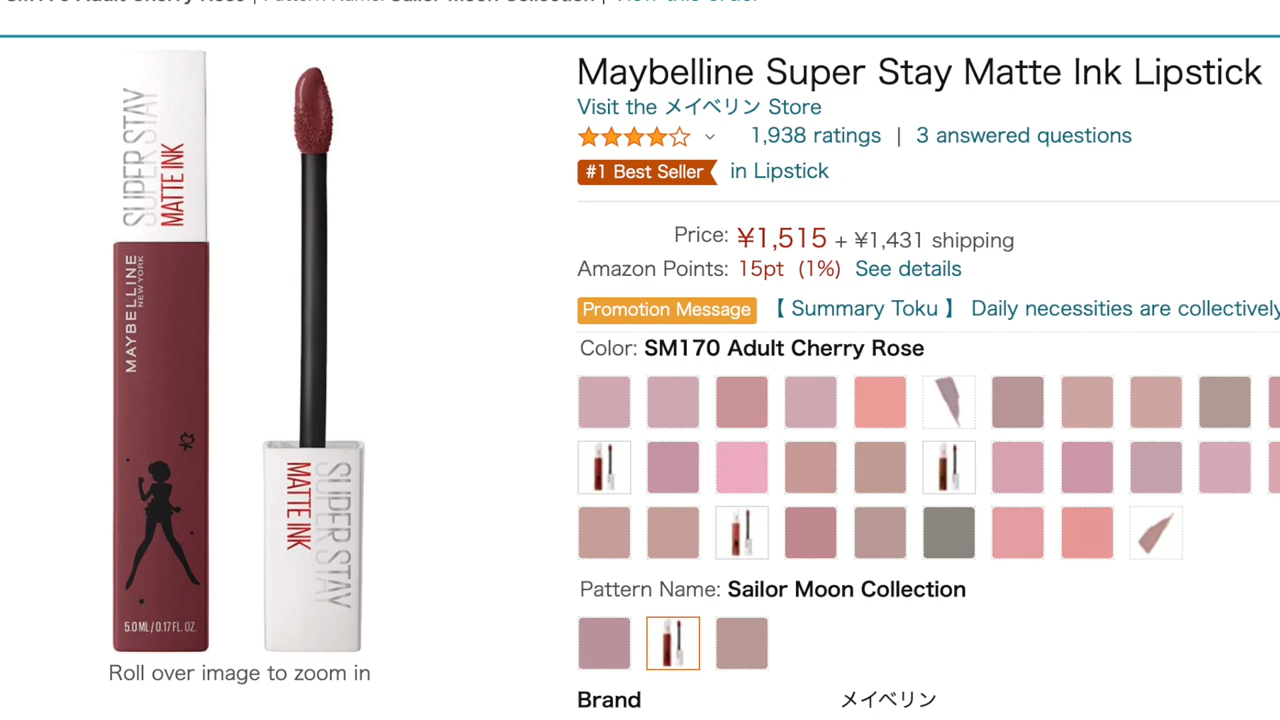 Maybelline Super Stay Matte Ink Lipstick
Visit the メイベリン Store
1,938 ratings | 3 answered questions
#1 Best Seller in Lipstick
Price: ¥1,515 + ¥1,431 shipping
Amazon Points: 15pt (1%) See details
Promotion Message 【 Summary Toku 】 Daily necessities are collectively
Color: SM170 Adult Cherry Rose
Pattern Name: Sailor Moon Collection
Brand メイベリン
SUPER STAY
MATTE INK
MAYBELLINE
NEW YORK
5.0 ML / 0.17 FL. OZ.
SUPER STAY
MATTE INK
Roll over image to zoom in